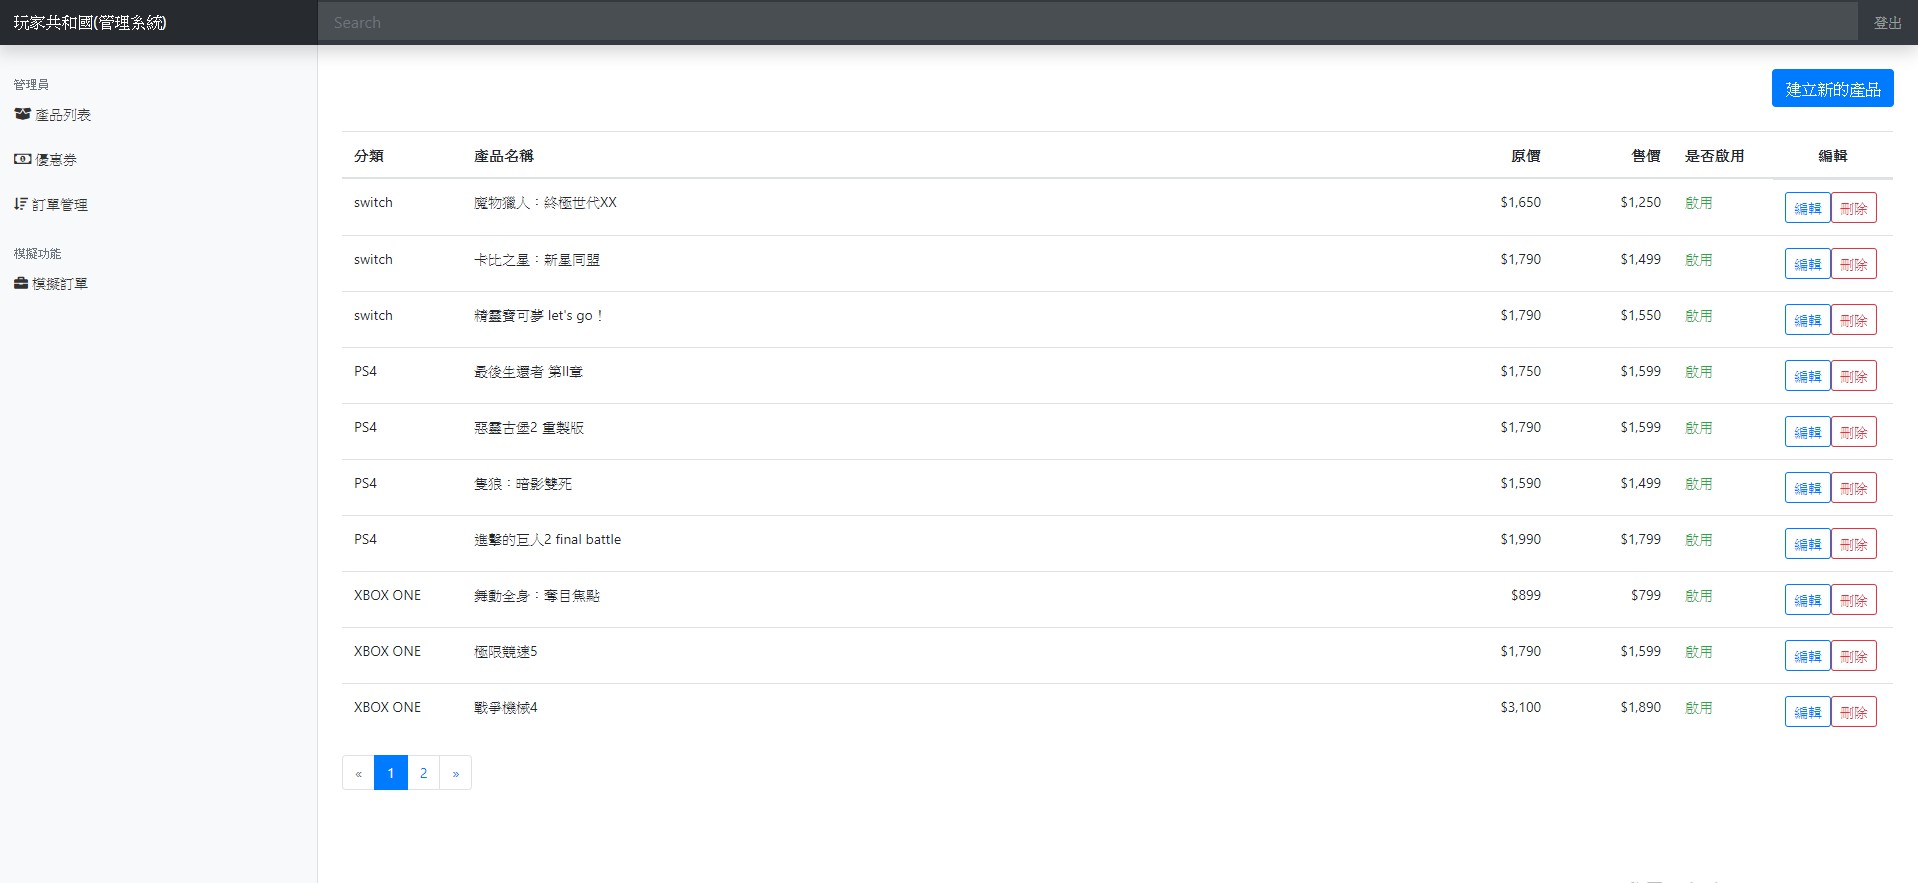 玩家共和國(管理系統)
Search
登出
管理員
產品列表
優惠券
訂單管理
模擬功能
模擬訂單
建立新的產品
分類 產品名稱 原價 售價 是否啟用 編輯
switch 魔物獵人：終極世代XX $1,650 $1,250 啟用 編輯 刪除
switch 卡比之星：新星同盟 $1,790 $1,499 啟用 編輯 刪除
switch 精靈寶可夢 let's go！ $1,790 $1,550 啟用 編輯 刪除
PS4 最後生還者 第II章 $1,750 $1,599 啟用 編輯 刪除
PS4 惡靈古堡2 重製版 $1,790 $1,599 啟用 編輯 刪除
PS4 隻狼：暗影雙死 $1,590 $1,499 啟用 編輯 刪除
PS4 進擊的巨人2 final battle $1,990 $1,799 啟用 編輯 刪除
XBOX ONE 舞動全身：奪目焦點 $899 $799 啟用 編輯 刪除
XBOX ONE 極限競速5 $1,790 $1,599 啟用 編輯 刪除
XBOX ONE 戰爭機械4 $3,100 $1,890 啟用 編輯 刪除
« 1 2 »